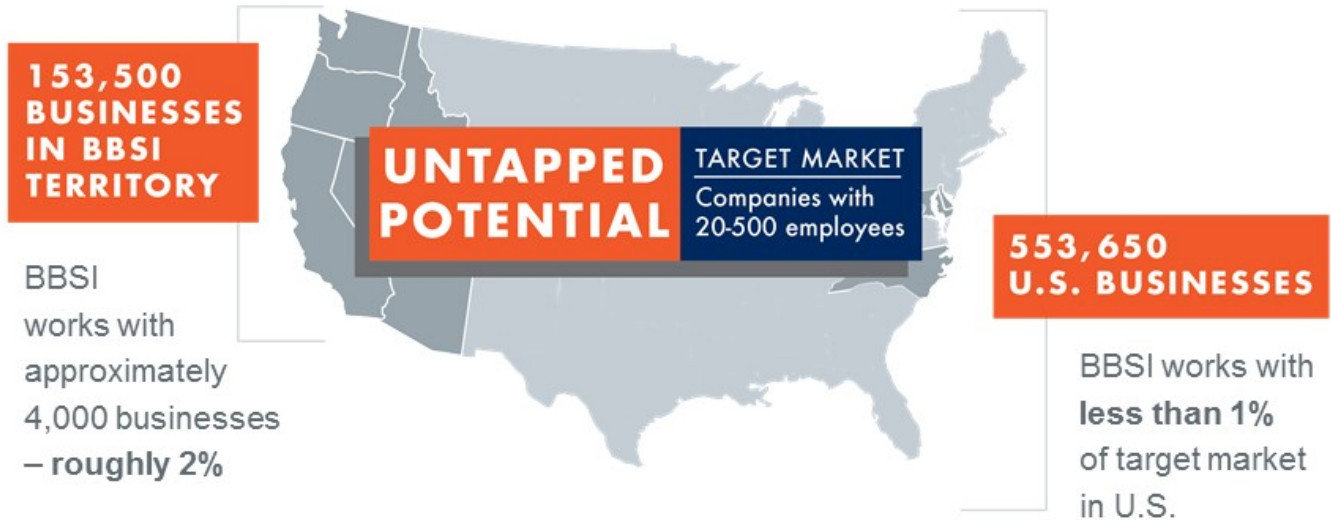 153,500
BUSINESSES
IN BBSI
TERRITORY
BBSI
works with
approximately
4,000 businesses
– roughly 2%
UNTAPPED
POTENTIAL
TARGET MARKET
Companies with
20-500 employees
553,650
U.S. BUSINESSES
BBSI works with
less than 1%
of target market
in U.S.